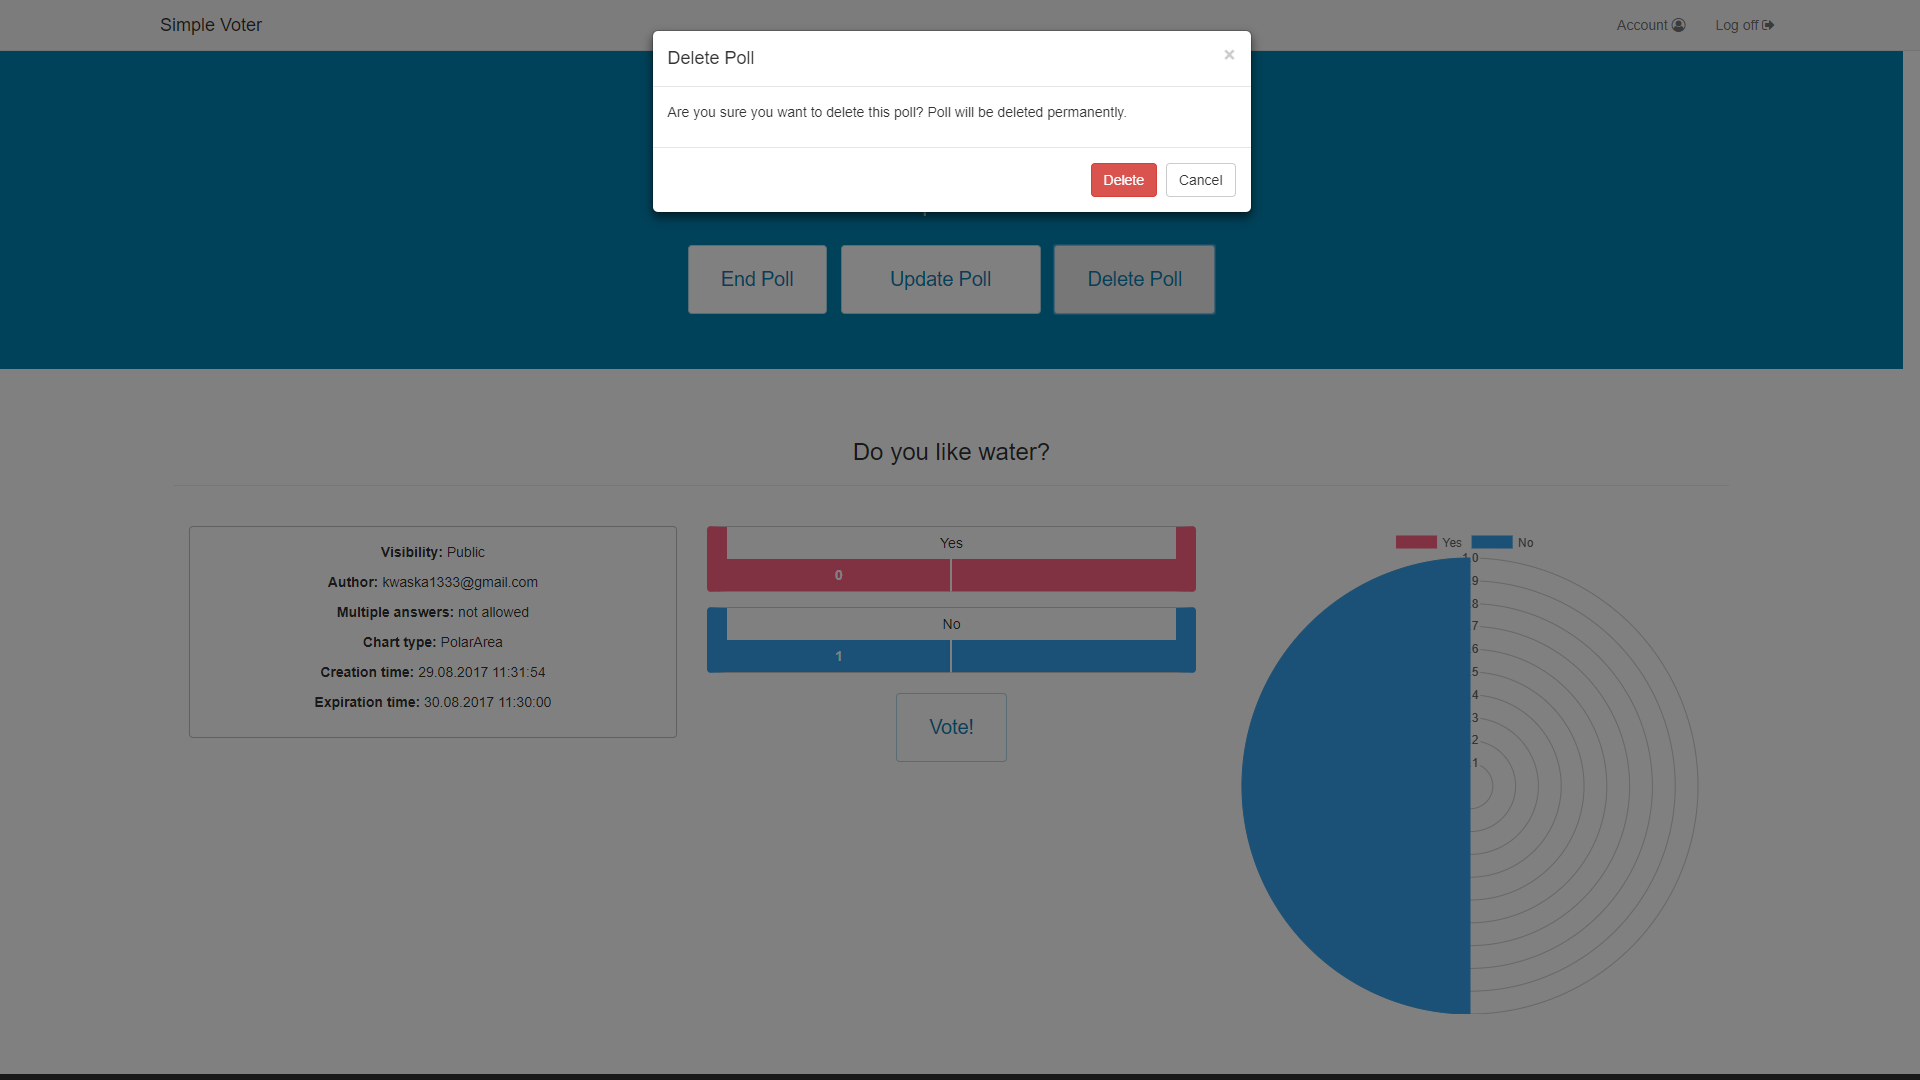 Simple Voter
Account
Log off
Delete Poll
×
Are you sure you want to delete this poll? Poll will be deleted permanently.
Delete
Cancel
End Poll
Update Poll
Delete Poll
Do you like water?
Visibility: Public
Author: kwaska1333@gmail.com
Multiple answers: not allowed
Chart type: PolarArea
Creation time: 29.08.2017 11:31:54
Expiration time: 30.08.2017 11:30:00
Yes
0
No
1
Vote!
Yes No
1.0
9
8
7
6
5
4
3
2
1